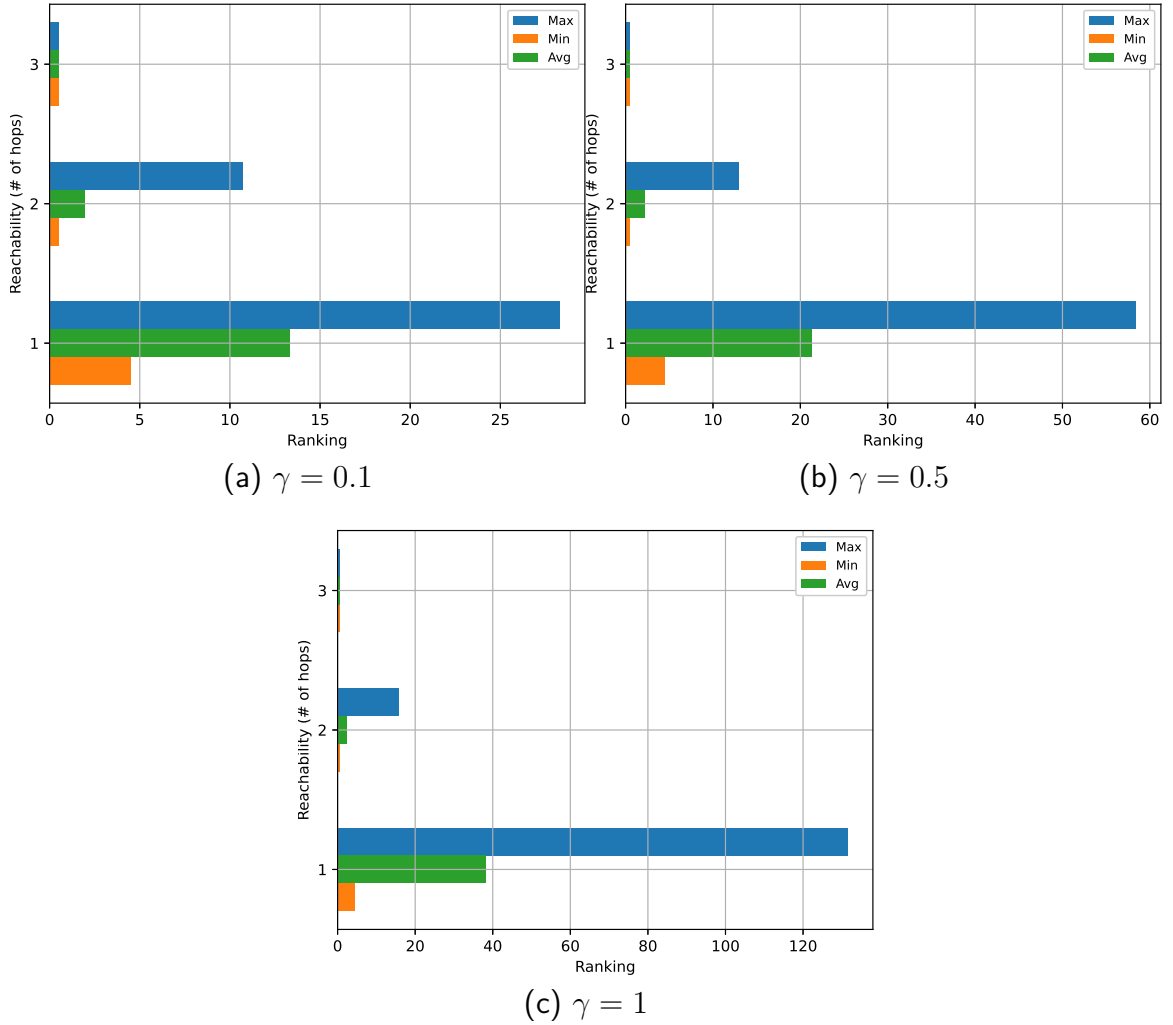 Max
Min
Avg
3
2
1
Reachability (# of hops)
0 5 10 15 20 25
Ranking
(a) γ = 0.1
Max
Min
Avg
3
2
1
Reachability (# of hops)
0 10 20 30 40 50 60
Ranking
(b) γ = 0.5
Max
Min
Avg
3
2
1
Reachability (# of hops)
0 20 40 60 80 100 120
Ranking
(c) γ = 1